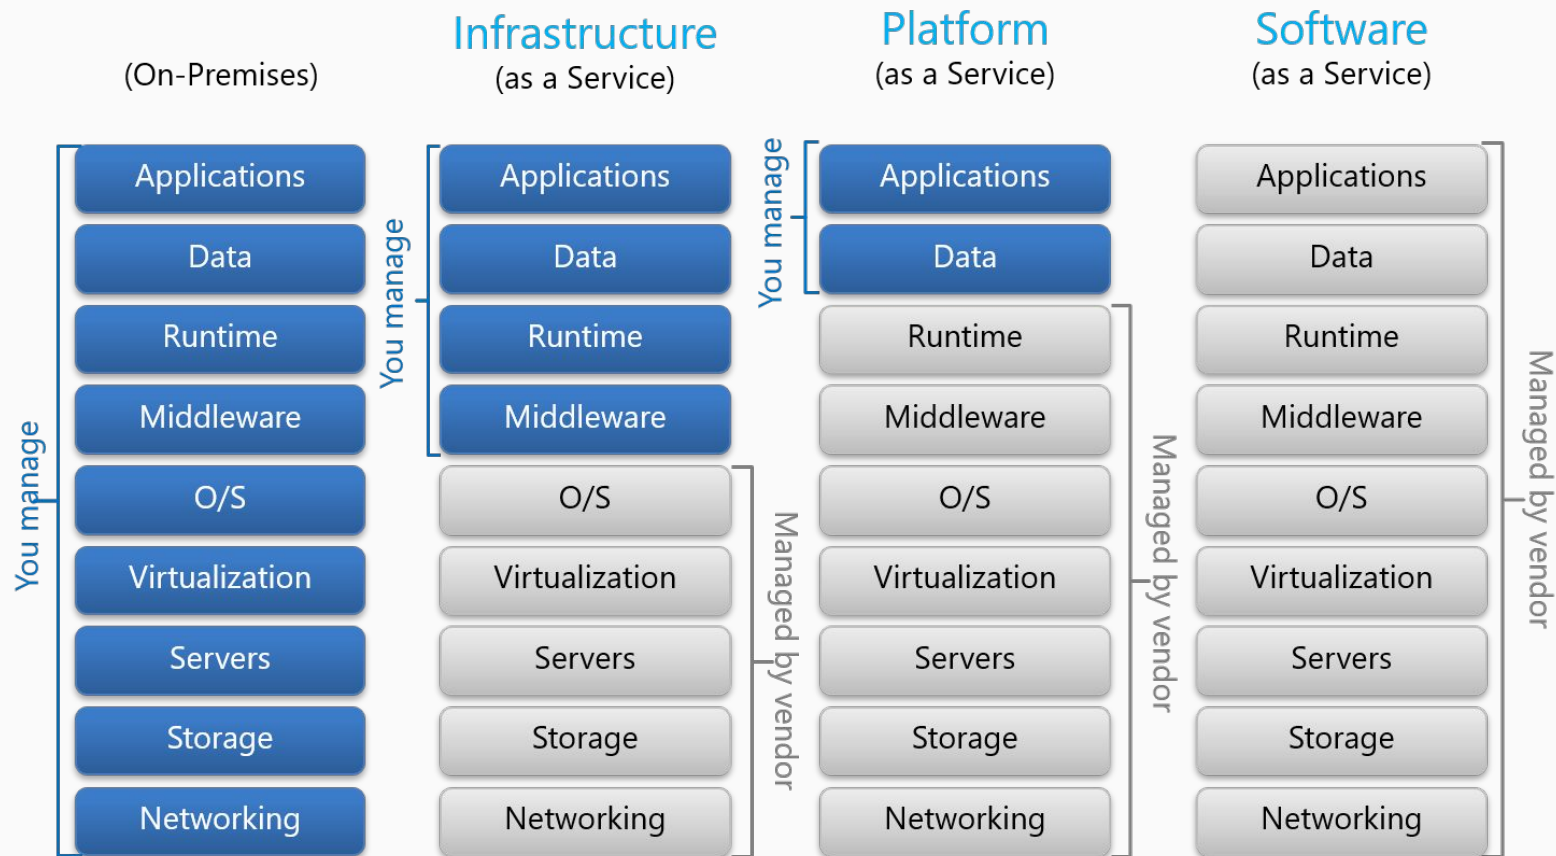 (On-Premises)
You manage
Applications
Data
Runtime
Middleware
O/S
Virtualization
Servers
Storage
Networking
Infrastructure
(as a Service)
You manage
Applications
Data
Runtime
Middleware
O/S
Virtualization
Servers
Storage
Networking
Managed by vendor
Platform
(as a Service)
You manage
Applications
Data
Runtime
Middleware
O/S
Virtualization
Servers
Storage
Networking
Managed by vendor
Software
(as a Service)
Applications
Data
Runtime
Middleware
O/S
Virtualization
Servers
Storage
Networking
Managed by vendor